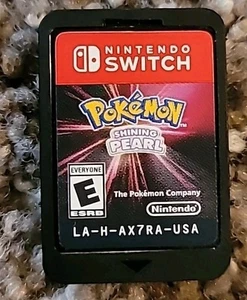 NINTENDO
SWITCH
POKéMON
SHINING
PEARL
EVERYONE
E
ESRB
The Pokémon Company
Nintendo
LA-H-AX7RA-USA